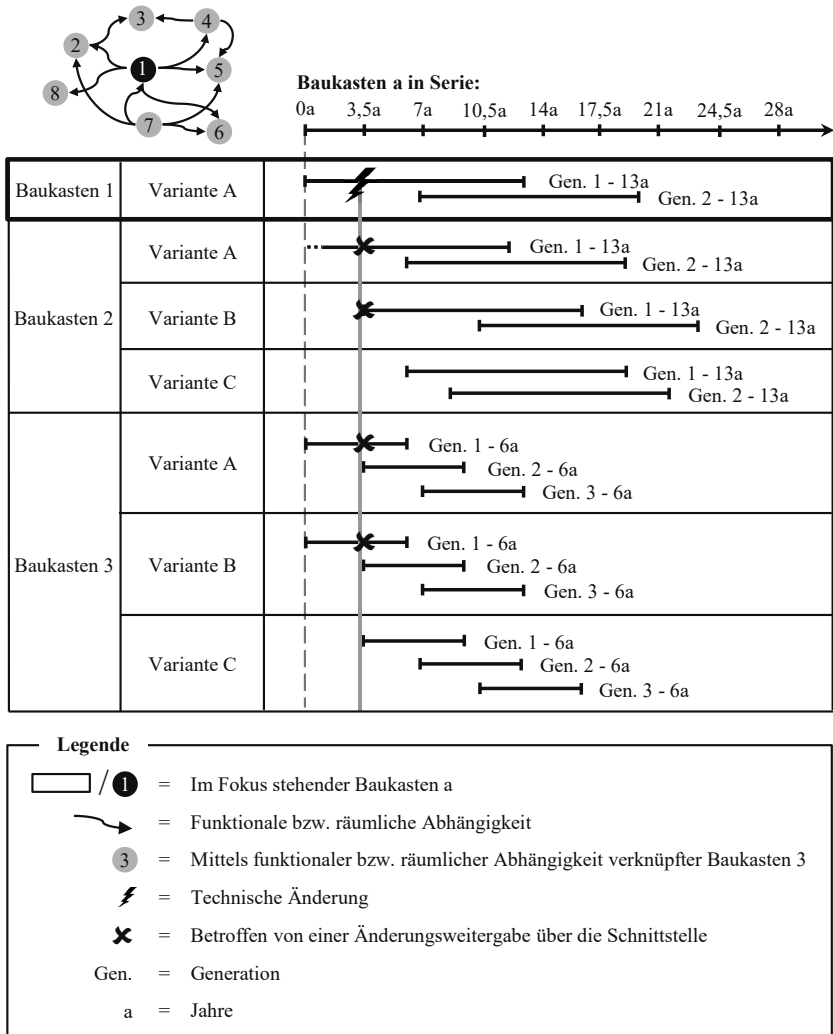 3
4
2
1
5
8
7
6
Baukasten a in Serie:
0a 3,5a 7a 10,5a 14a 17,5a 21a 24,5a 28a
Baukasten 1
Variante A
Gen. 1 - 13a
Gen. 2 - 13a
Baukasten 2
Variante A
Gen. 1 - 13a
Gen. 2 - 13a
Variante B
Gen. 1 - 13a
Gen. 2 - 13a
Variante C
Gen. 1 - 13a
Gen. 2 - 13a
Baukasten 3
Variante A
Gen. 1 - 6a
Gen. 2 - 6a
Gen. 3 - 6a
Variante B
Gen. 1 - 6a
Gen. 2 - 6a
Gen. 3 - 6a
Variante C
Gen. 1 - 6a
Gen. 2 - 6a
Gen. 3 - 6a
Legende
/ 1 = Im Fokus stehender Baukasten a
= Funktionale bzw. räumliche Abhängigkeit
3 = Mittels funktionaler bzw. räumlicher Abhängigkeit verknüpfter Baukasten 3
= Technische Änderung
= Betroffen von einer Änderungsweitergabe über die Schnittstelle
Gen. = Generation
a = Jahre